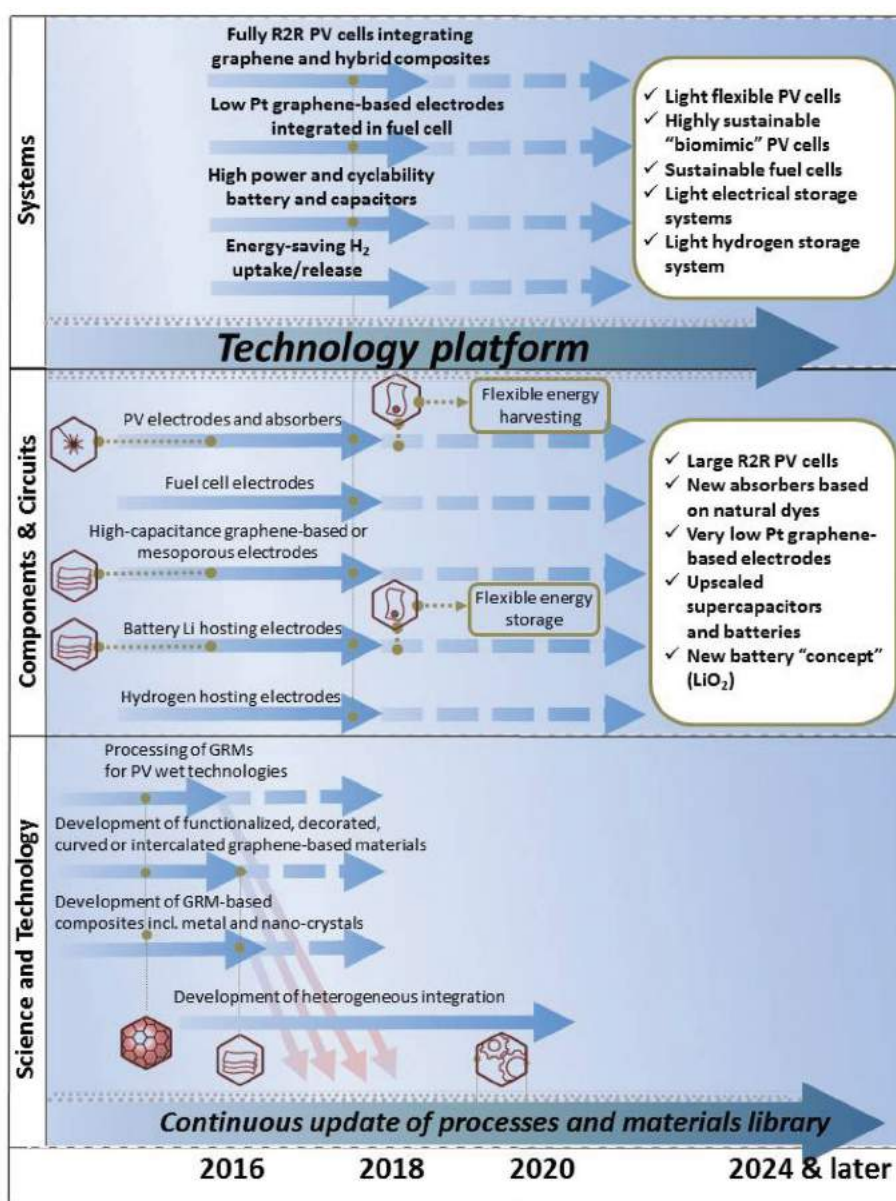 Systems
Fully R2R PV cells integrating
graphene and hybrid composites
Low Pt graphene-based electrodes
integrated in fuel cell
High power and cyclability
battery and capacitors
Energy-saving H₂
uptake/release
✓ Light flexible PV cells
✓ Highly sustainable
"biomimic" PV cells
✓ Sustainable fuel cells
✓ Light electrical storage
systems
✓ Light hydrogen storage
system
Technology platform
Components & Circuits
PV electrodes and absorbers
Flexible energy
harvesting
Fuel cell electrodes
High-capacitance graphene-based or
mesoporous electrodes
Battery Li hosting electrodes
Flexible energy
storage
Hydrogen hosting electrodes
✓ Large R2R PV cells
✓ New absorbers based
on natural dyes
✓ Very low Pt graphene-
based electrodes
✓ Upscaled
supercapacitors
and batteries
✓ New battery "concept"
(LiO₂)
Science and Technology
Processing of GRMs
for PV wet technologies
Development of functionalized, decorated,
curved or intercalated graphene-based materials
Development of GRM-based
composites incl. metal and nano-crystals
Development of heterogeneous integration
Continuous update of processes and materials library
2016 2018 2020 2024 & later